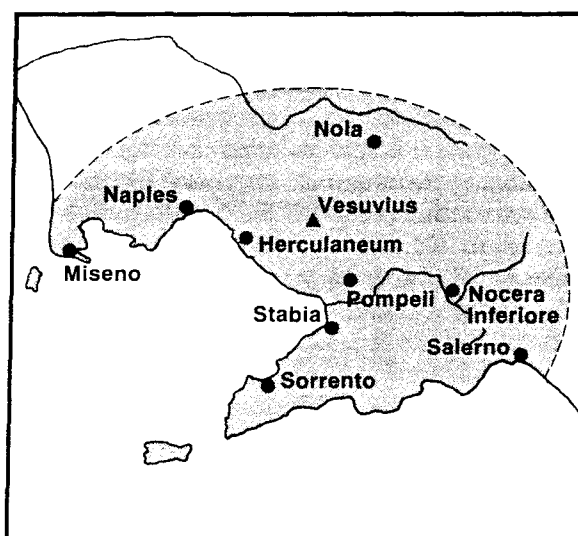 Nola
Naples
Vesuvius
Herculaneum
Miseno
Pompeii
Nocera
Inferiore
Stabia
Salerno
Sorrento